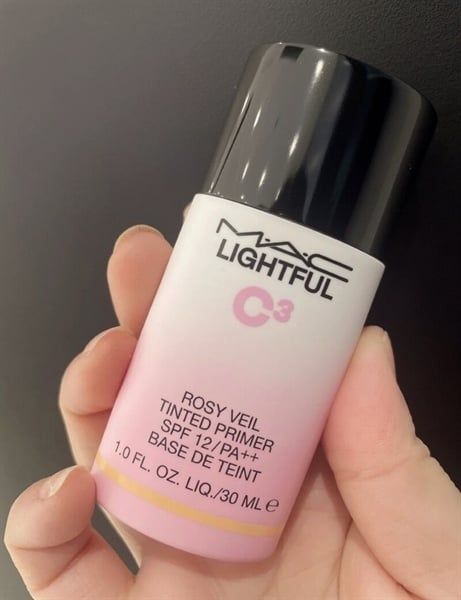 M·A·C
LIGHTFUL
C3
ROSY VEIL
TINTED PRIMER
SPF 12/PA++
BASE DE TEINT
1.0 FL. OZ. LIQ./30 ML ℮